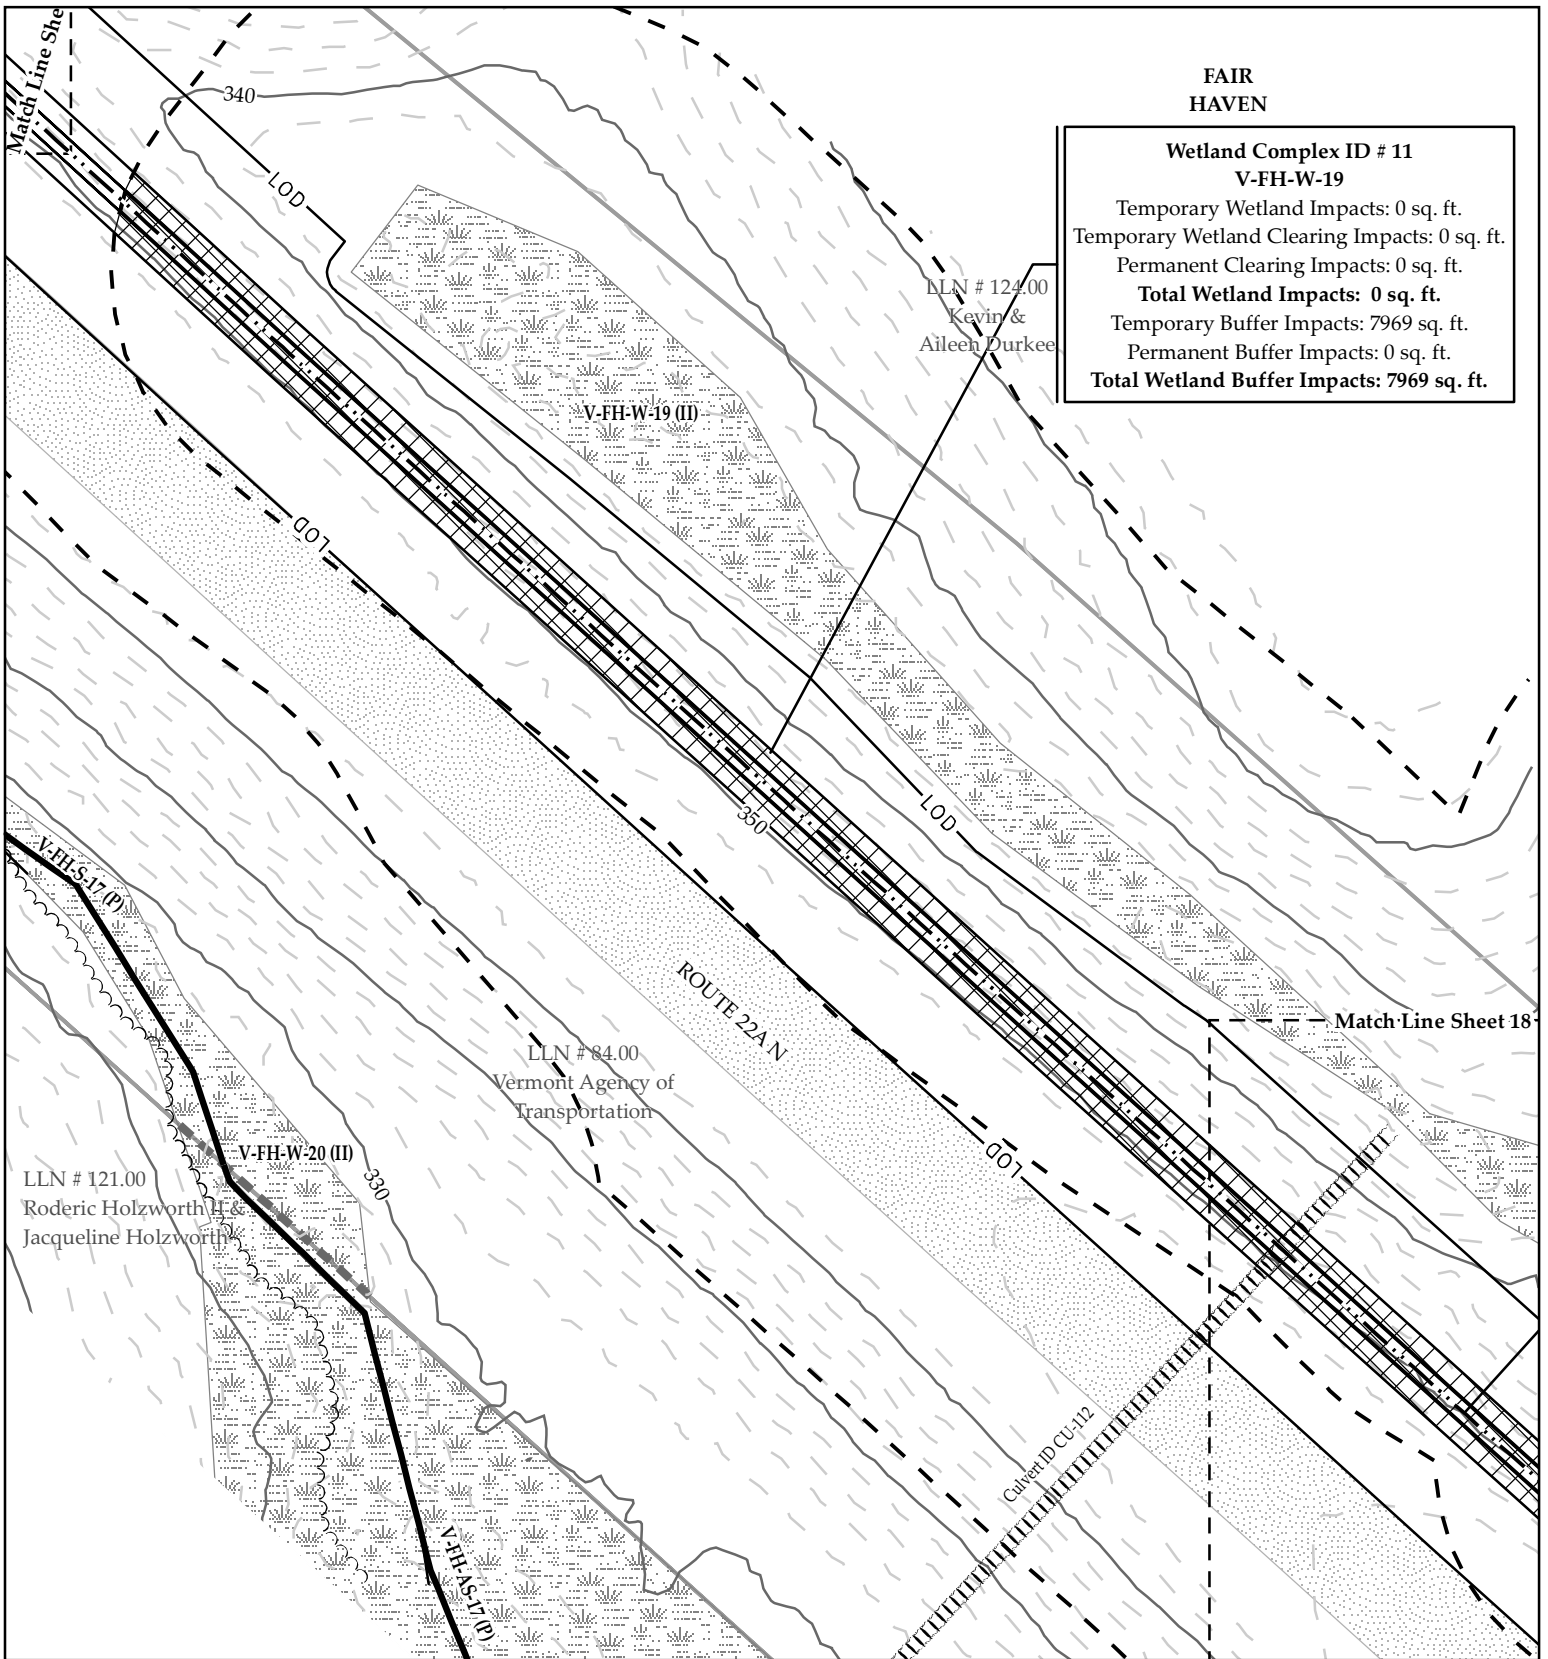 Match Line She
340
FAIR
HAVEN
Wetland Complex ID # 11
V-FH-W-19
Temporary Wetland Impacts: 0 sq. ft.
Temporary Wetland Clearing Impacts: 0 sq. ft.
Permanent Clearing Impacts: 0 sq. ft.
Total Wetland Impacts:  0 sq. ft.
Temporary Buffer Impacts: 7969 sq. ft.
Permanent Buffer Impacts: 0 sq. ft.
Total Wetland Buffer Impacts: 7969 sq. ft.
LOD
LLN # 124.00
Kevin &
Aileen Durkee
V-FH-W-19 (II)
LOD
350
LOD
V-FH-S-17 (P)
ROUTE 22A N
Match Line Sheet 18
LLN # 84.00
Vermont Agency of
Transportation
LOD
V-FH-W-20 (II)
330
LLN # 121.00
Roderic Holzworth II &
Jacqueline Holzworth
Culvert ID CU-112
V-FH-AS-17 (P)